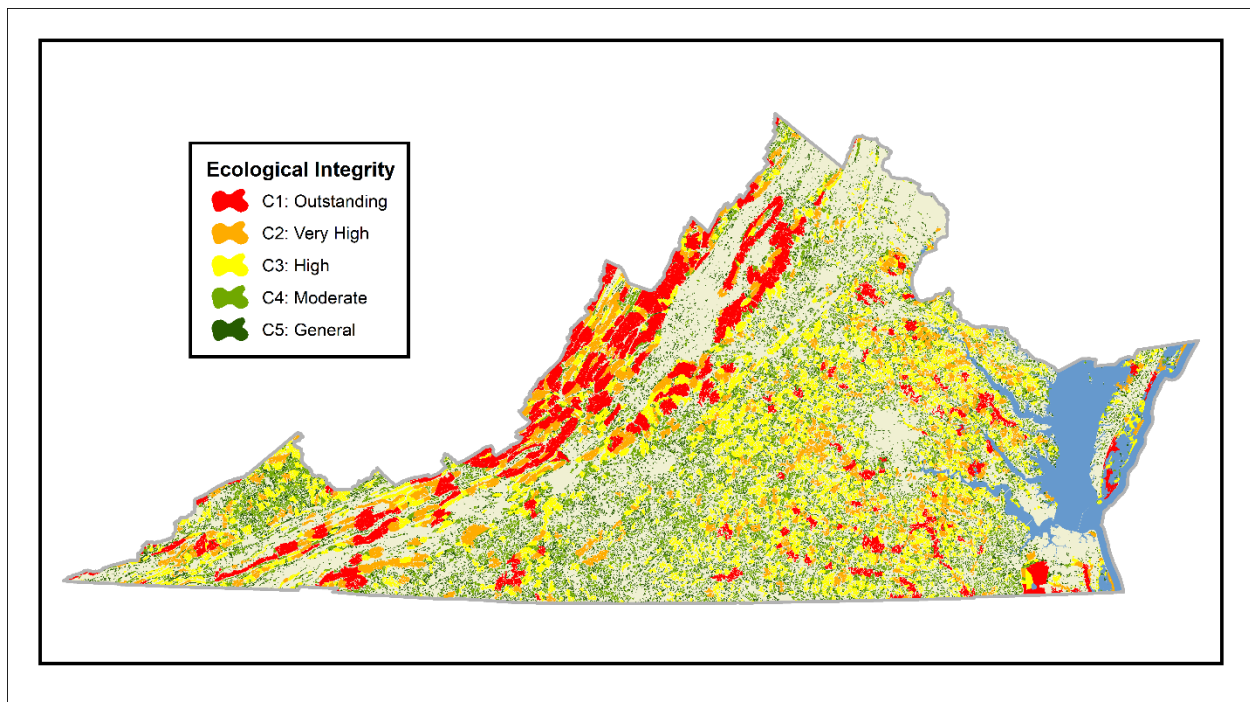 Ecological Integrity
C1: Outstanding
C2: Very High
C3: High
C4: Moderate
C5: General